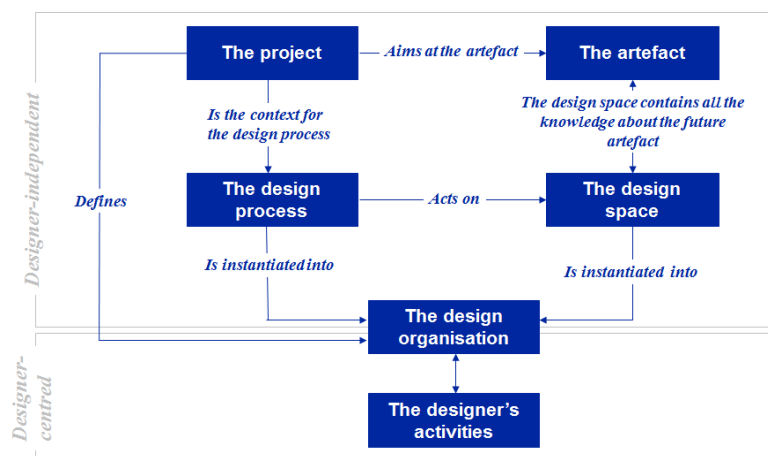 The project
Aims at the artefact
The artefact
Is the context for
the design process
The design space contains all the
knowledge about the future
artefact
Designer-independent
Defines
The design
process
Acts on
The design
space
Is instantiated into
Is instantiated into
The design
organisation
Designer-
centred
The designer's
activities